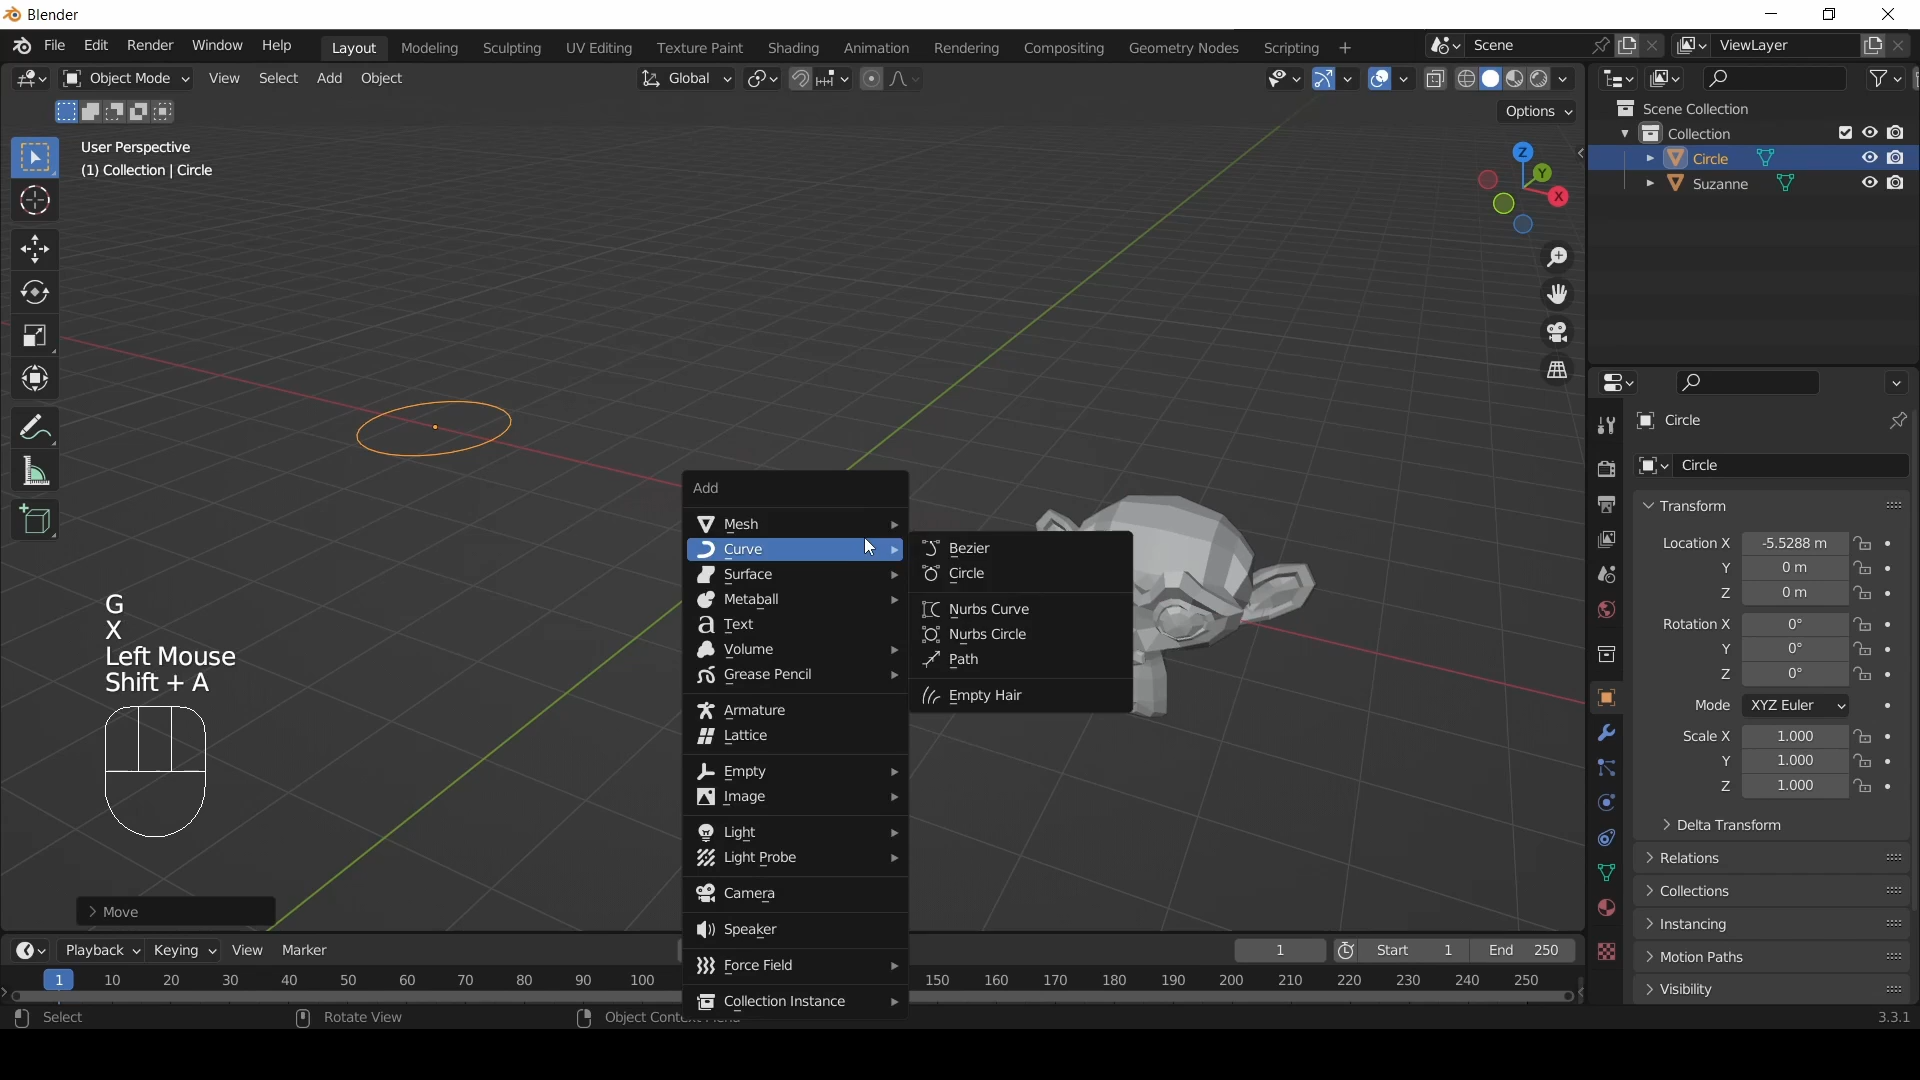 Blender
File Edit Render Window Help Layout Modeling Sculpting UV Editing Texture Paint Shading Animation Rendering Compositing Geometry Nodes Scripting + Scene ViewLayer
Object Mode View Select Add Object Global
Options
User Perspective
(1) Collection | Circle
Z
Y
X
G
X
Left Mouse
Shift + A
Move
Add
Mesh
Curve
Surface
Metaball
Text
Volume
Grease Pencil
Armature
Lattice
Empty
Image
Light
Light Probe
Camera
Speaker
Force Field
Collection Instance
Bezier
Circle
Nurbs Curve
Nurbs Circle
Path
Empty Hair
Scene Collection
Collection
Circle
Suzanne
Circle
Circle
Transform
Location X -5.5288 m
Y 0 m
Z 0 m
Rotation X 0°
Y 0°
Z 0°
Mode XYZ Euler
Scale X 1.000
Y 1.000
Z 1.000
Delta Transform
Relations
Collections
Instancing
Motion Paths
Visibility
Playback Keying View Marker 1 Start 1 End 250
1 10 20 30 40 50 60 70 80 90 100 150 160 170 180 190 200 210 220 230 240 250
Select Rotate View Object Context Menu 3.3.1